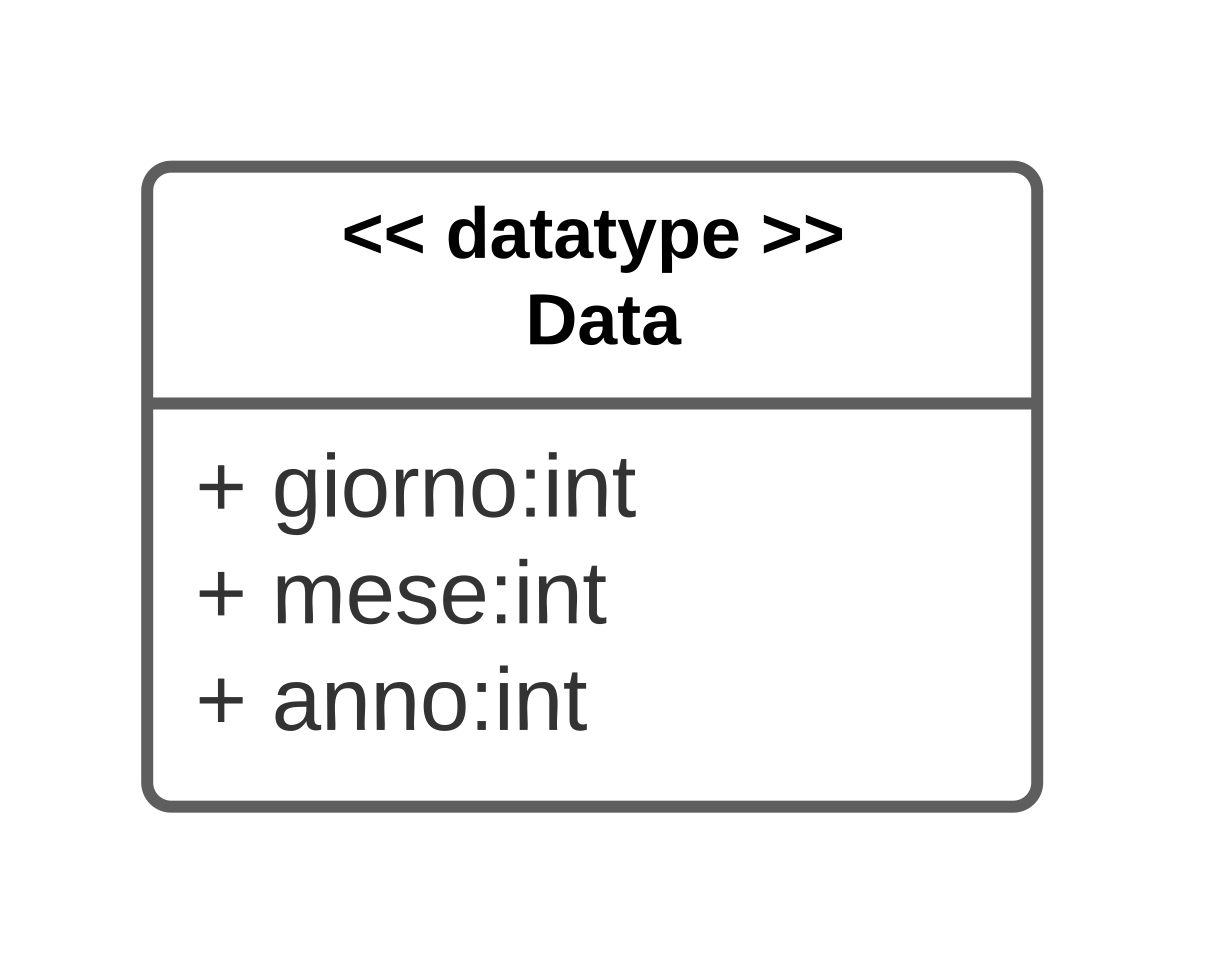 << datatype >>
Data
+ giorno:int
+ mese:int
+ anno:int